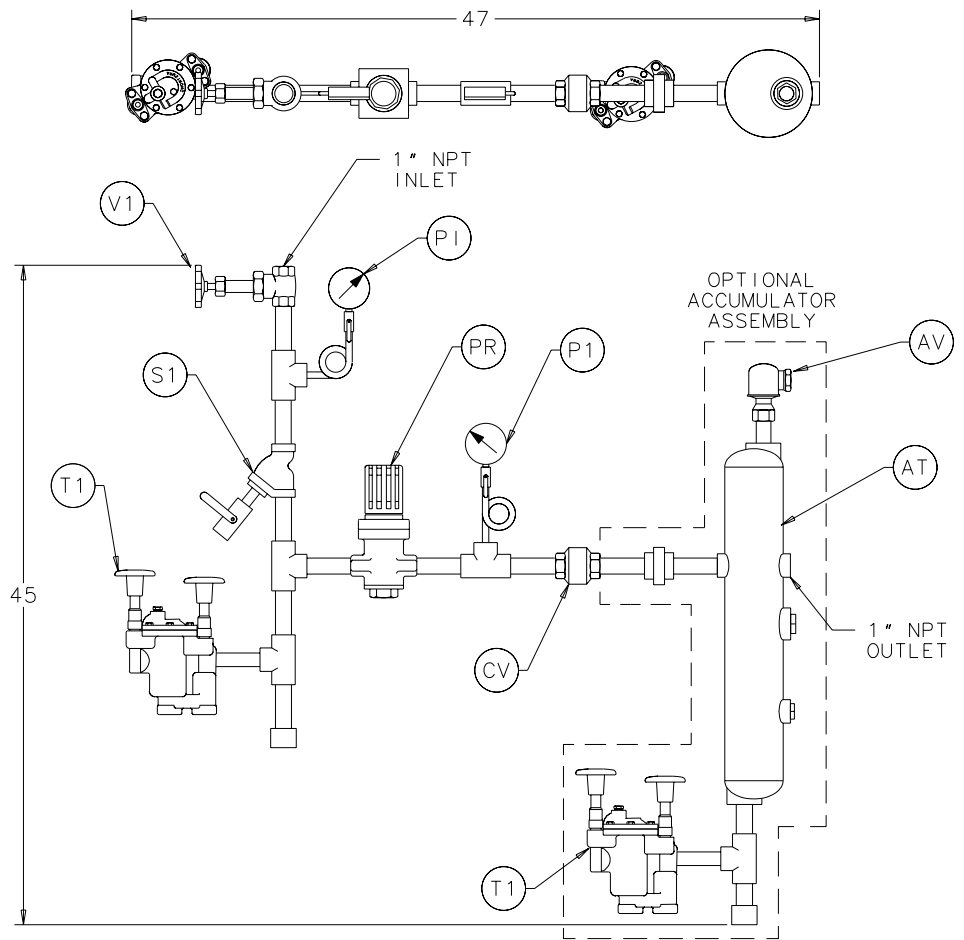 47
1" NPT
INLET
V1
PI
OPTIONAL
ACCUMULATOR
ASSEMBLY
PR
P1
AV
S1
T1
AT
45
1" NPT
OUTLET
CV
T1